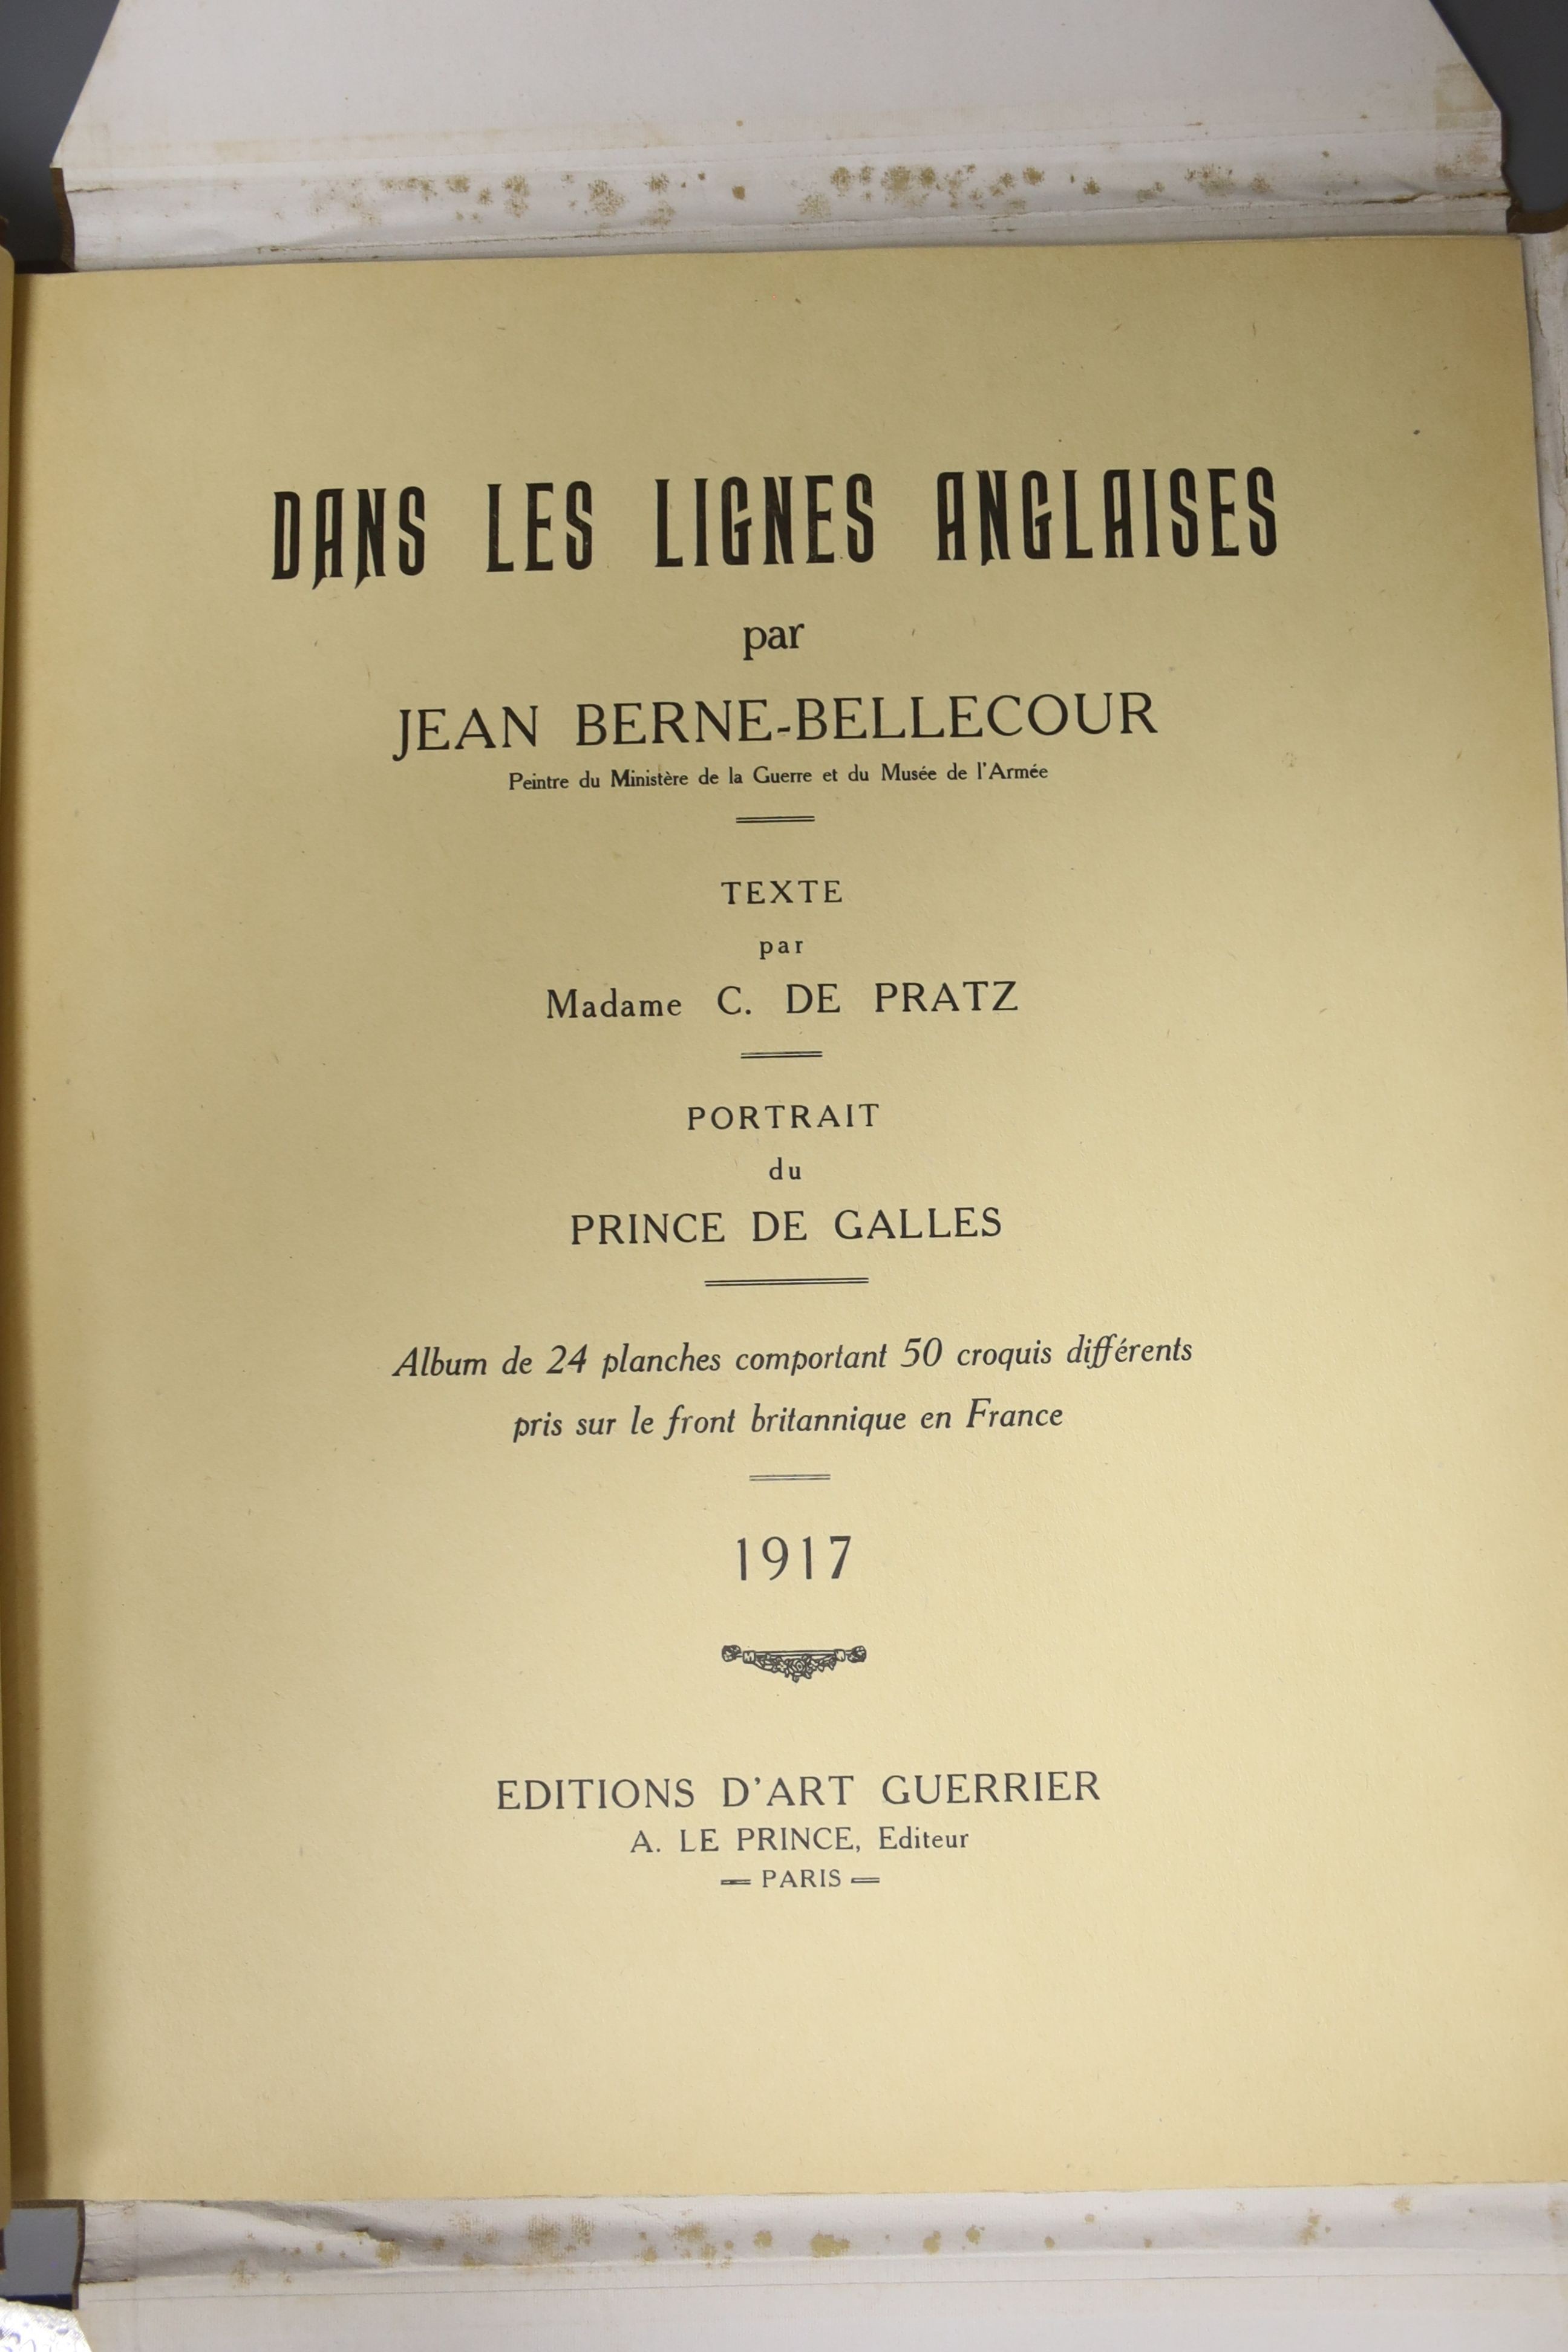 DANS LES LIGNES ANGLAISES
par
JEAN BERNE-BELLECOUR
Peintre du Ministère de la Guerre et du Musée de l'Armée
TEXTE
par
Madame C. DE PRATZ
PORTRAIT
du
PRINCE DE GALLES
Album de 24 planches comportant 50 croquis différents
pris sur le front britannique en France
1917
EDITIONS D'ART GUERRIER
A. LE PRINCE, Editeur
PARIS